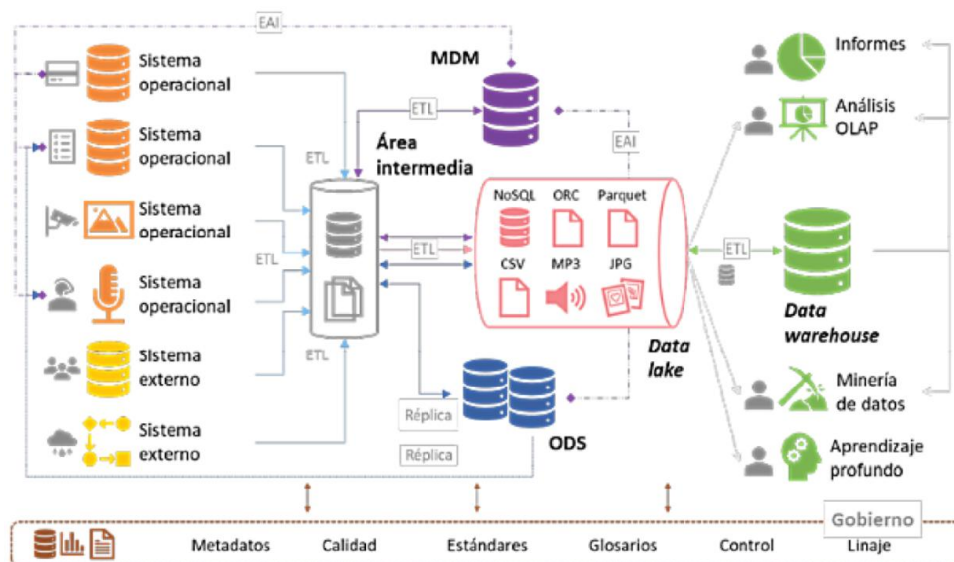 EAI
Sistema
operacional
Sistema
operacional
Sistema
operacional
Sistema
operacional
SIstema
externo
Sistema
externo
ETL
ETL
ETL
MDM
ETL
Área
intermedia
EAI
NoSQL ORC Parquet
CSV MP3 JPG
ETL
Data
lake
Réplica
Réplica
ODS
ETL
Data
warehouse
Informes
Análisis
OLAP
Minería
de datos
Aprendizaje
profundo
Gobierno
Metadatos Calidad Estándares Glosarios Control Linaje